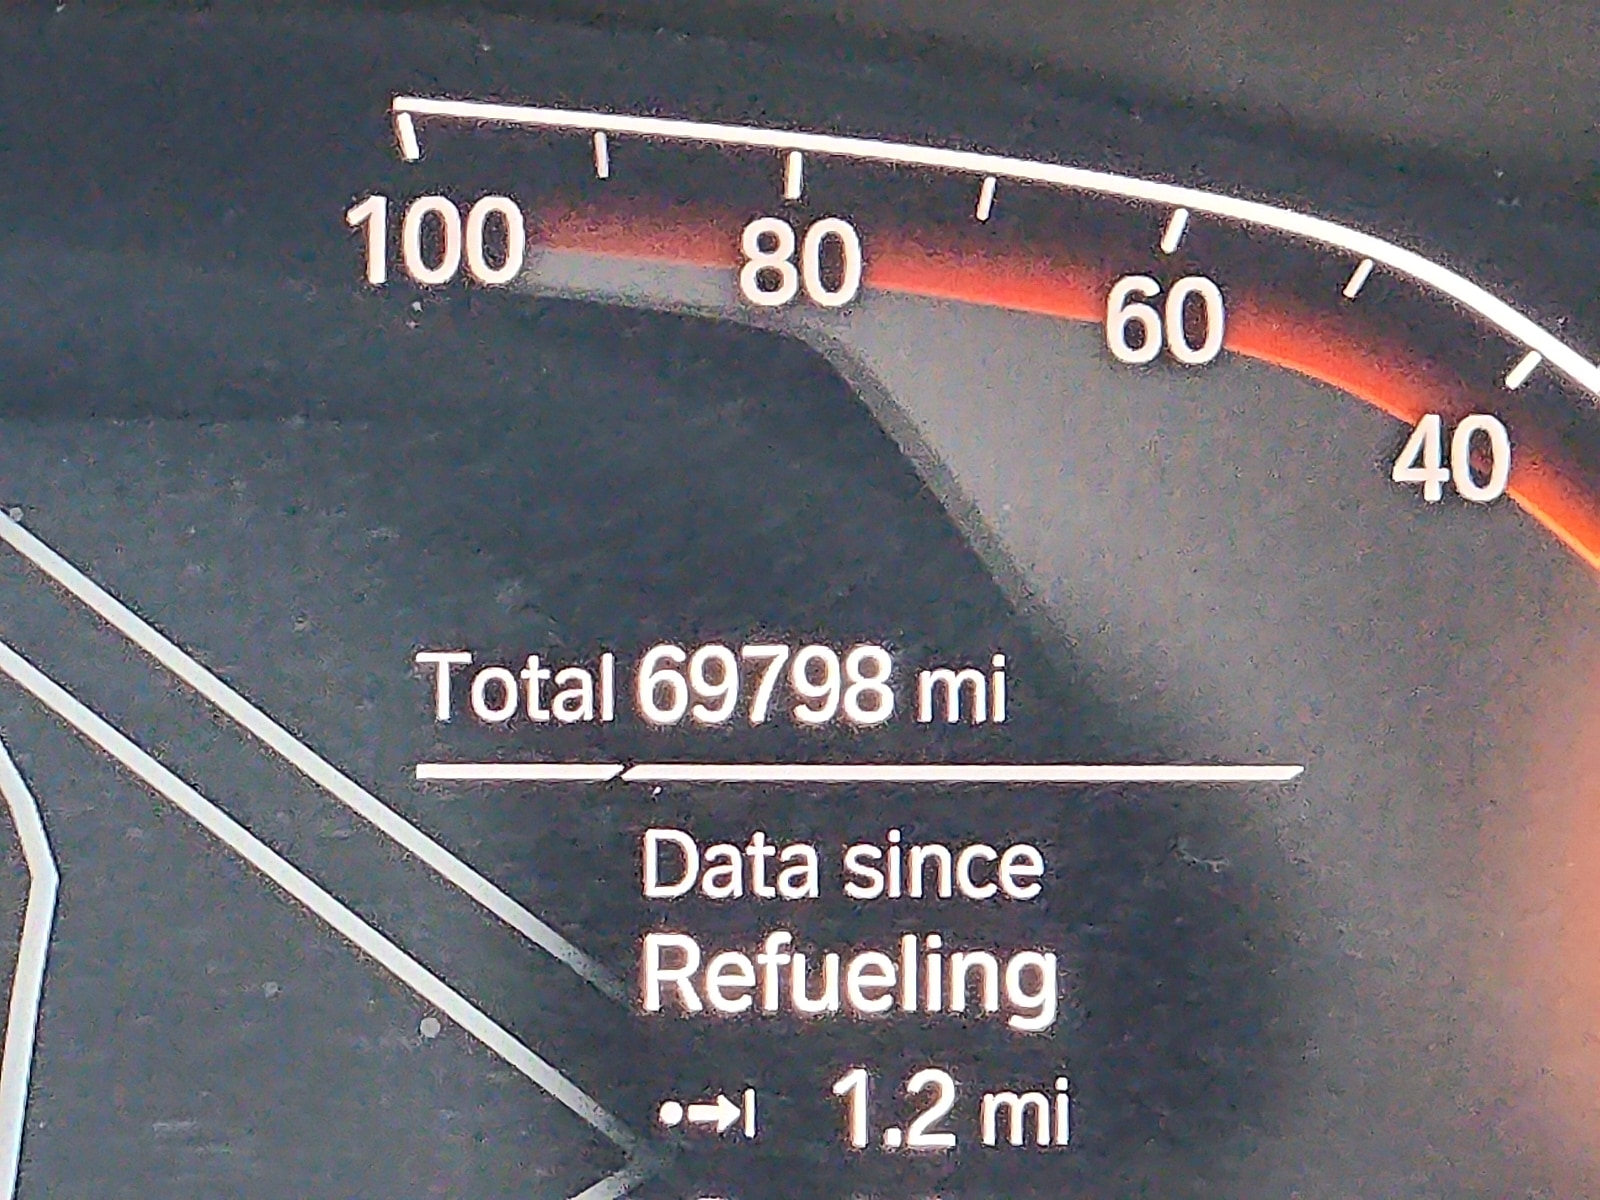 100
80
60
40
Total 69798 mi
Data since
Refueling
1.2 mi